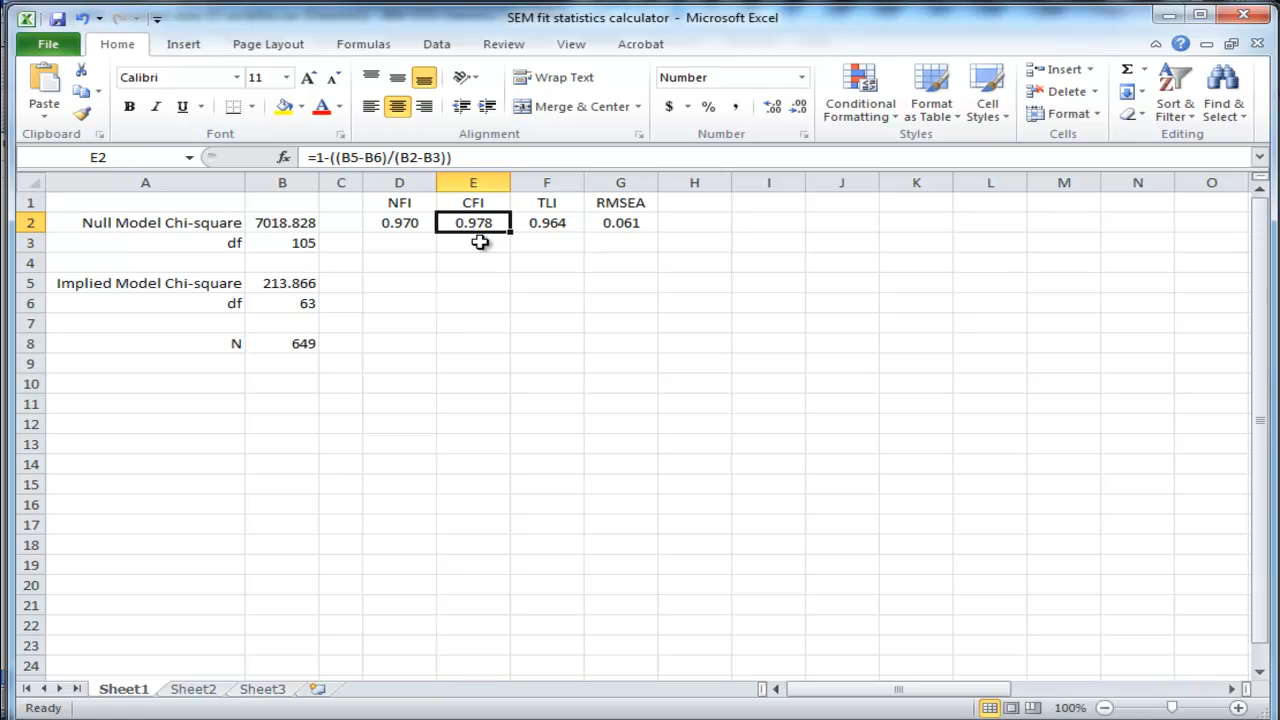 SEM fit statistics calculator - Microsoft Excel
File Home Insert Page Layout Formulas Data Review View Acrobat
Calibri 11 Wrap Text Number Insert Σ
Paste B I U A Merge & Center $ % , Conditional Formatting Format as Table Cell Styles Delete Format Sort & Filter Find & Select
Clipboard Font Alignment Number Styles Cells Editing
E2 fx =1-((B5-B6)/(B2-B3))
A B C D E F G H I J K L M N O
1 NFI CFI TLI RMSEA
2 Null Model Chi-square 7018.828 0.970 0.978 0.964 0.061
3 df 105
4
5 Implied Model Chi-square 213.866
6 df 63
7
8 N 649
9
10
11
12
13
14
15
16
17
18
19
20
21
22
23
24
Sheet1 Sheet2 Sheet3
Ready 100%